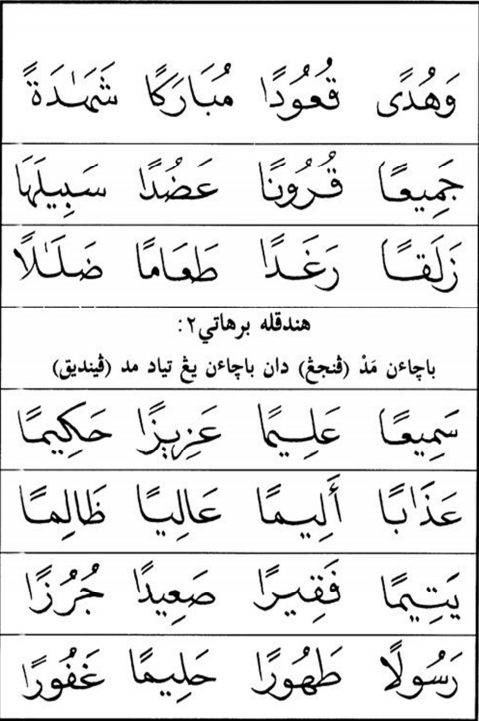 وَهُدًى قُعُودًا مُبَارَكًا شَهَٰدَةً
جَمِيعًا قُرُونًا عَضُدًا سَبِيلَهَا
زَلَقًا رَغَدًا طَعَامًا ضَلَٰلًا
هندقله برهاتي٢:
باچاءن مَدْ (ڤنجڠ) دان باچاءن يڠ تياد مد (ڤينديق)
سَمِيعًا عَلِيمًا عَزِيزًا حَكِيمًا
عَذَابًا أَلِيمًا عَالِيًا ظَالِمًا
يَتِيمًا فَقِيرًا صَعِيدًا جُرُزًا
رَسُولًا طَهُورًا حَلِيمًا غَفُورًا